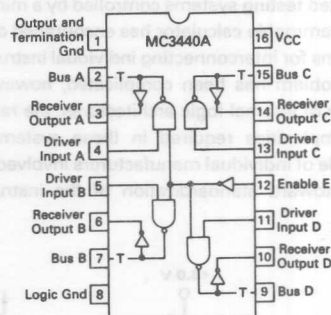 Output and
Termination
Gnd
1
MC3440A
16
VCC
Bus A
2
T
T
15
Bus C
Receiver
Output A
3
14
Receiver
Output C
Driver
Input A
4
13
Driver
Input C
Driver
Input B
5
12
Enable E
Receiver
Output B
6
11
Driver
Input D
Bus B
7
T
10
Receiver
Output D
Logic Gnd
8
T
9
Bus D